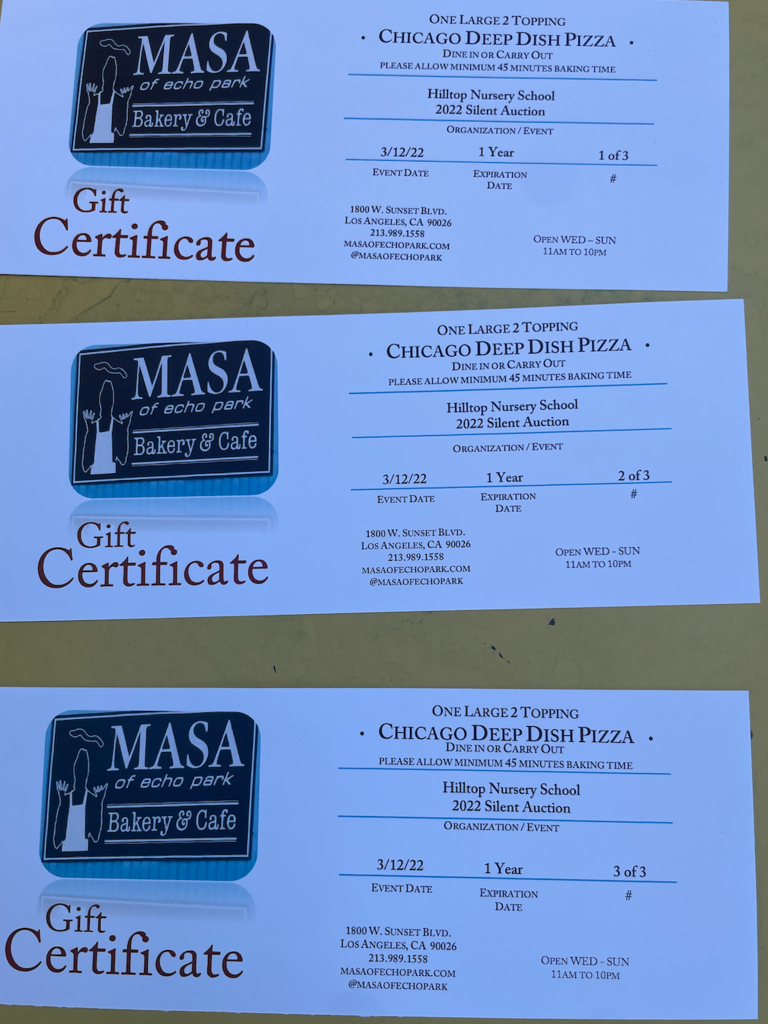 MASA
of echo park
Bakery & Cafe
Gift
Certificate
ONE LARGE 2 TOPPING
· CHICAGO DEEP DISH PIZZA ·
DINE IN OR CARRY OUT
PLEASE ALLOW MINIMUM 45 MINUTES BAKING TIME
Hilltop Nursery School
2022 Silent Auction
ORGANIZATION / EVENT
3/12/22 1 Year 1 of 3
EVENT DATE EXPIRATION DATE #
1800 W. SUNSET BLVD.
LOS ANGELES, CA 90026
213.989.1558
MASAOFECHOPARK.COM
@MASAOFECHOPARK
OPEN WED – SUN
11AM TO 10PM
MASA
of echo park
Bakery & Cafe
Gift
Certificate
ONE LARGE 2 TOPPING
· CHICAGO DEEP DISH PIZZA ·
DINE IN OR CARRY OUT
PLEASE ALLOW MINIMUM 45 MINUTES BAKING TIME
Hilltop Nursery School
2022 Silent Auction
ORGANIZATION / EVENT
3/12/22 1 Year 2 of 3
EVENT DATE EXPIRATION DATE #
1800 W. SUNSET BLVD.
LOS ANGELES, CA 90026
213.989.1558
MASAOFECHOPARK.COM
@MASAOFECHOPARK
OPEN WED - SUN
11AM TO 10PM
MASA
of echo park
Bakery & Cafe
Gift
Certificate
ONE LARGE 2 TOPPING
· CHICAGO DEEP DISH PIZZA ·
DINE IN OR CARRY OUT
PLEASE ALLOW MINIMUM 45 MINUTES BAKING TIME
Hilltop Nursery School
2022 Silent Auction
ORGANIZATION / EVENT
3/12/22 1 Year 3 of 3
EVENT DATE EXPIRATION DATE #
1800 W. SUNSET BLVD.
LOS ANGELES, CA 90026
213.989.1558
MASAOFECHOPARK.COM
@MASAOFECHOPARK
OPEN WED - SUN
11AM TO 10PM